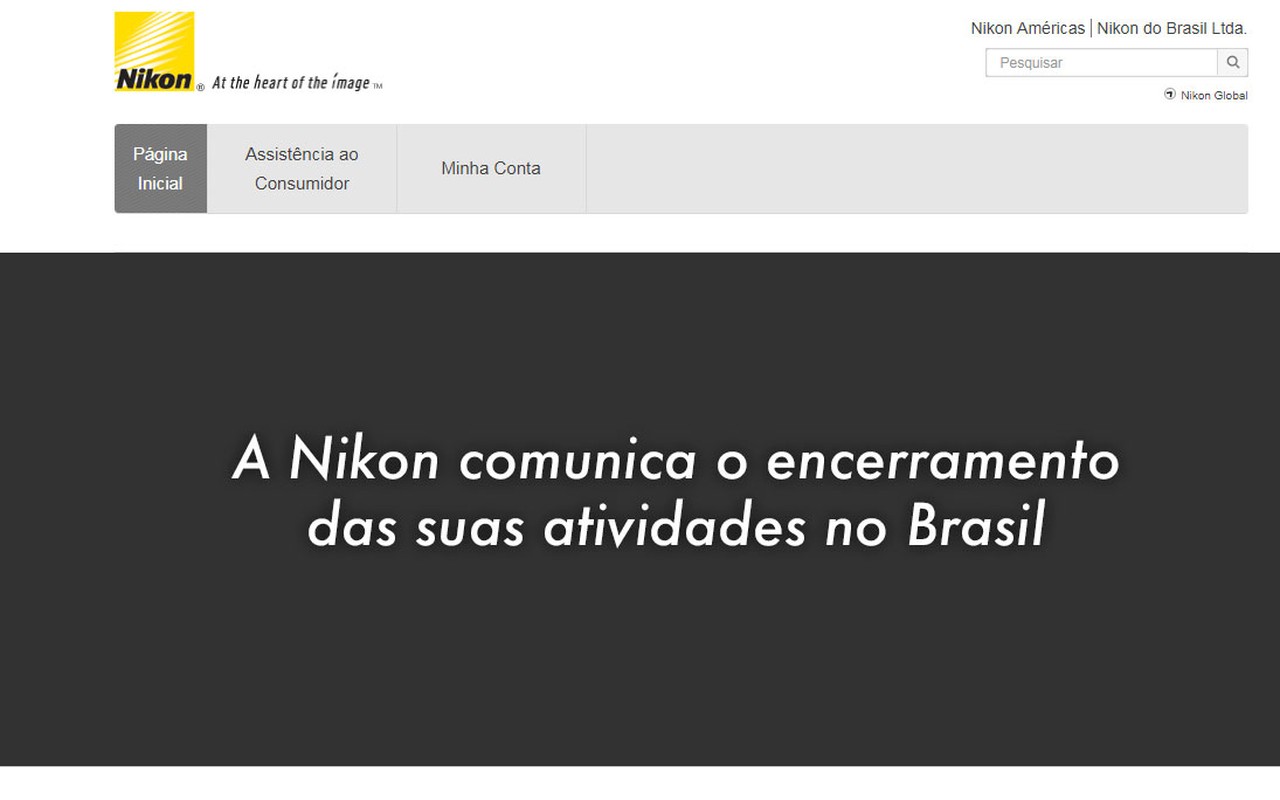 Nikon® At the heart of the image™
Nikon Américas | Nikon do Brasil Ltda.
Pesquisar
Nikon Global
Página
Inicial
Assistência ao
Consumidor
Minha Conta
A Nikon comunica o encerramento
das suas atividades no Brasil